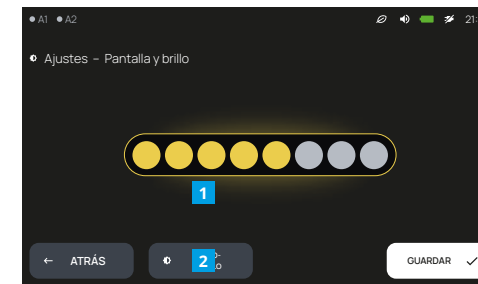 A1 A2 21:
Ajustes – Pantalla y brillo
1
← ATRÁS
2
GUARDAR